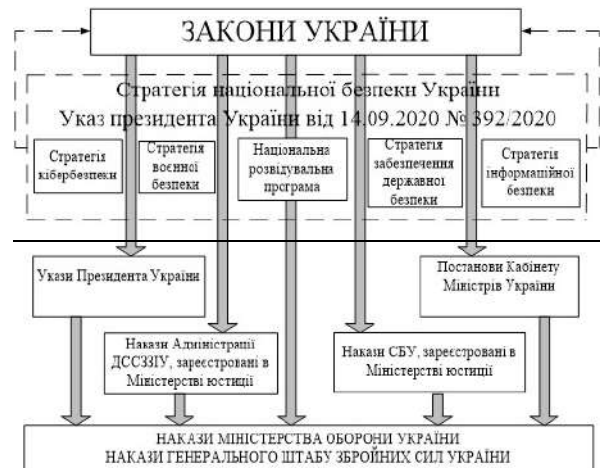 ЗАКОНИ УКРАЇНИ
Стратегія національної безпеки України
Указ президента України від 14.09.2020 № 392/2020
Стратегія
кібербезпеки
Стратегія
воєнної
безпеки
Національна
розвідувальна
програма
Стратегія
забезпечення
державної
безпеки
Стратегія
інформаційної
безпеки
Укази Президента України
Постанови Кабінету
Міністрів України
Накази Адміністрації
ДССЗЗІУ, зареєстровані в
Міністерстві юстиції
Накази СБУ, зареєстровані в
Міністерстві юстиції
НАКАЗИ МІНІСТЕРСТВА ОБОРОНИ УКРАЇНИ
НАКАЗИ ГЕНЕРАЛЬНОГО ШТАБУ ЗБРОЙНИХ СИЛ УКРАЇНИ